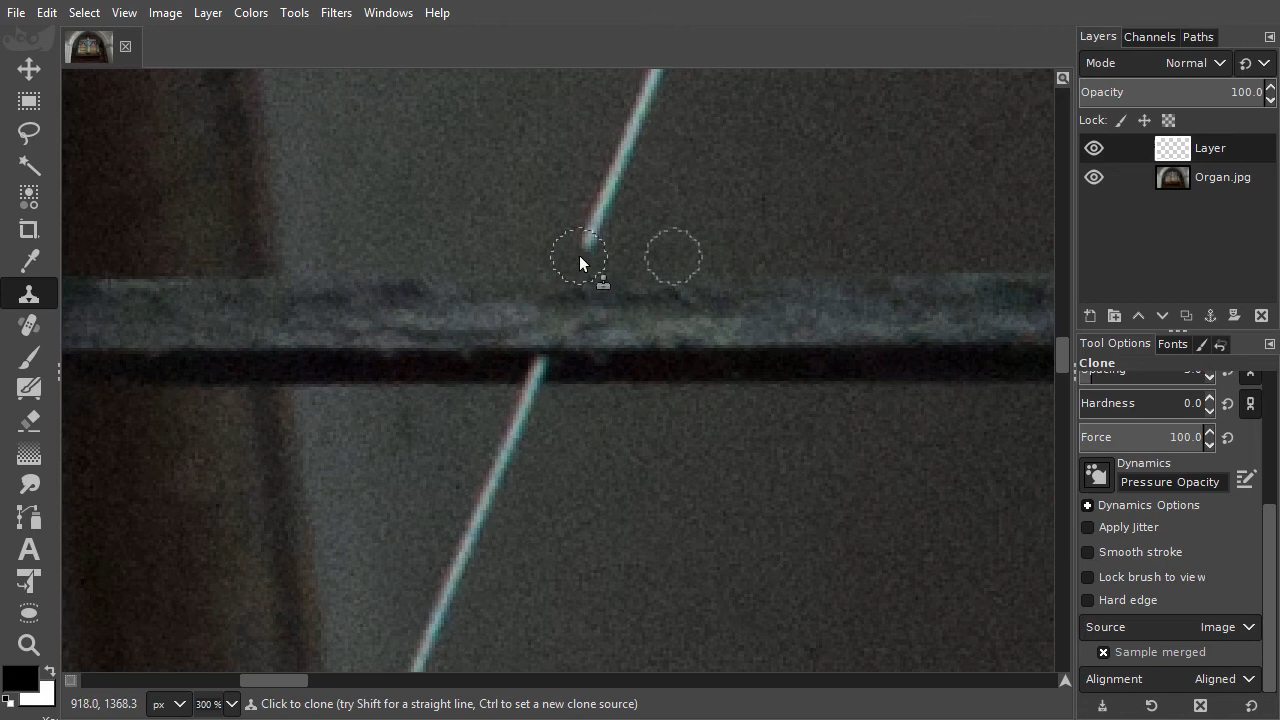 File Edit Select View Image Layer Colors Tools Filters Windows Help
Layers Channels Paths
Mode Normal
Opacity 100.0
Lock:
Layer
Organ.jpg
Tool Options Fonts
Clone
Hardness 0.0
Force 100.0
Dynamics
Pressure Opacity
Dynamics Options
Apply Jitter
Smooth stroke
Lock brush to view
Hard edge
Source Image
Sample merged
Alignment Aligned
918.0, 1368.3 px 300 % Click to clone (try Shift for a straight line, Ctrl to set a new clone source)